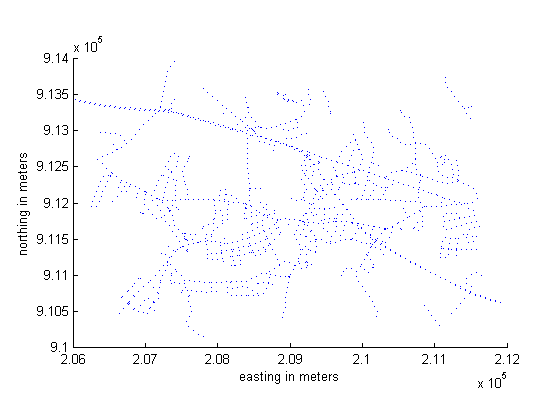 x 10^5
9.14
9.135
9.13
9.125
9.12
9.115
9.11
9.105
9.1
northing in meters
2.06 2.07 2.08 2.09 2.1 2.11 2.12
easting in meters
x 10^5